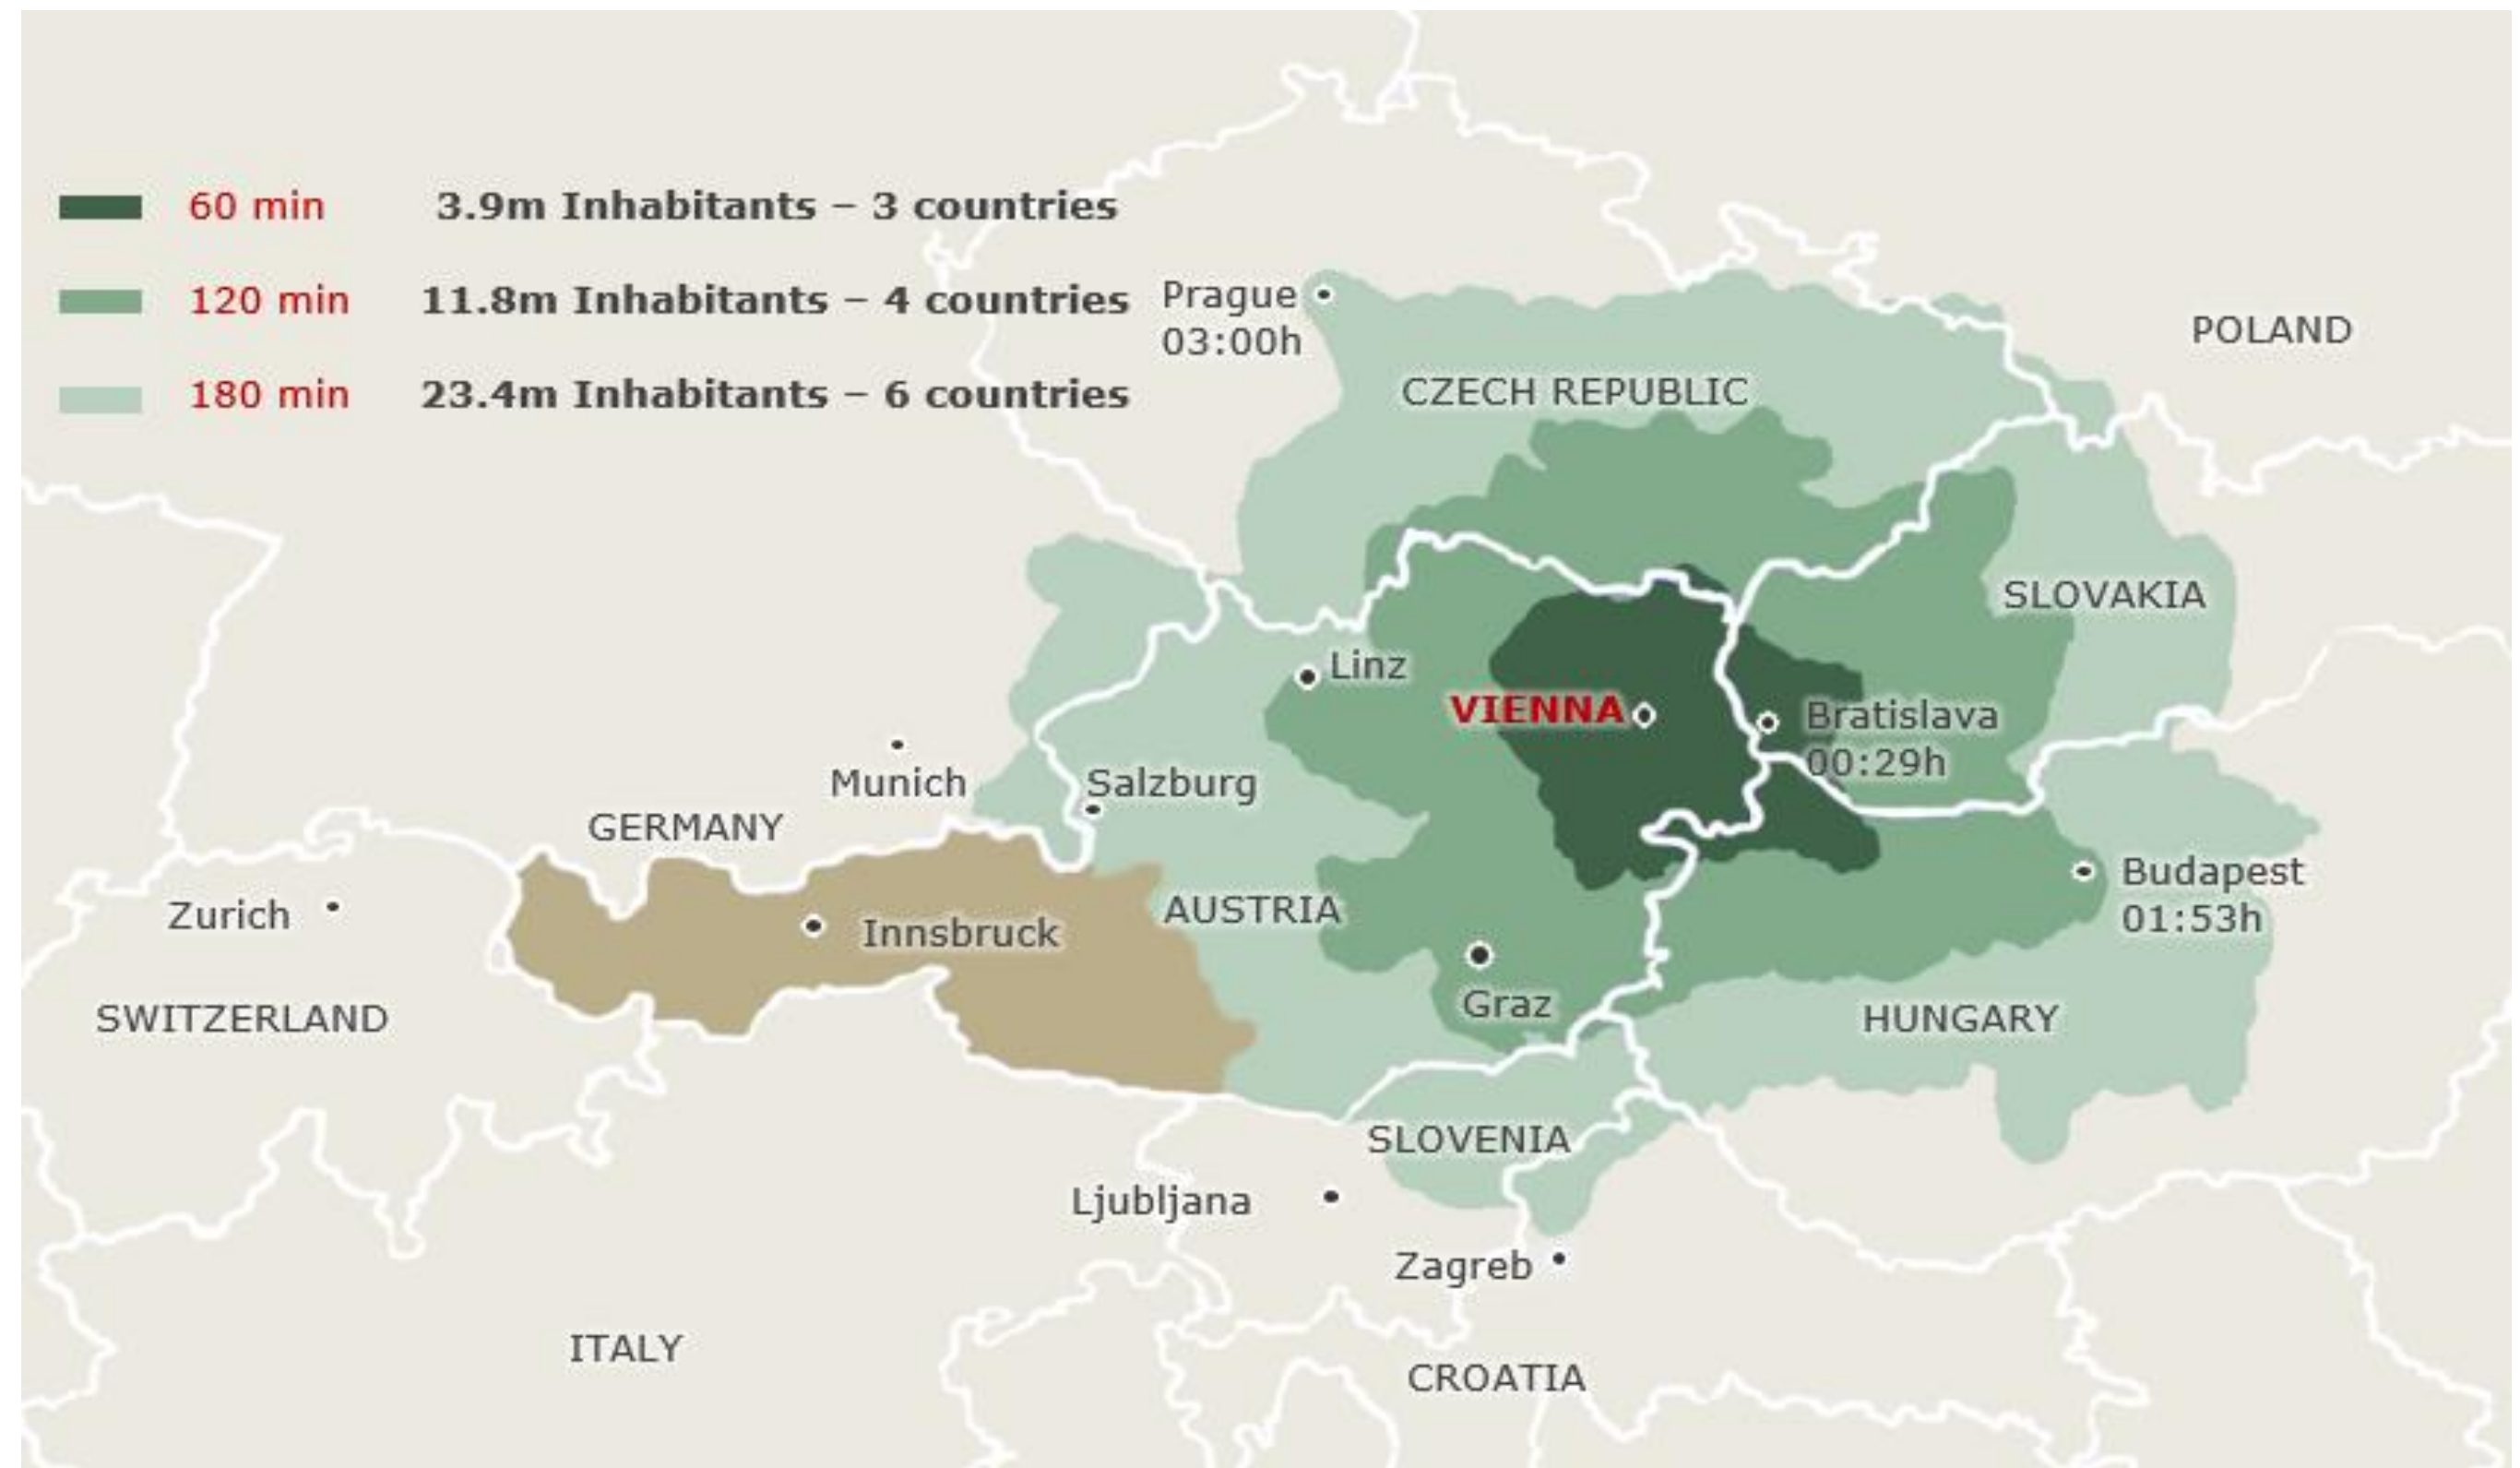 60 min 3.9m Inhabitants – 3 countries
120 min 11.8m Inhabitants – 4 countries
180 min 23.4m Inhabitants – 6 countries
Prague
03:00h
POLAND
CZECH REPUBLIC
SLOVAKIA
Linz
VIENNA
Bratislava
00:29h
Munich
Salzburg
GERMANY
Budapest
01:53h
Zurich
AUSTRIA
Innsbruck
Graz
SWITZERLAND
HUNGARY
SLOVENIA
Ljubljana
Zagreb
ITALY
CROATIA